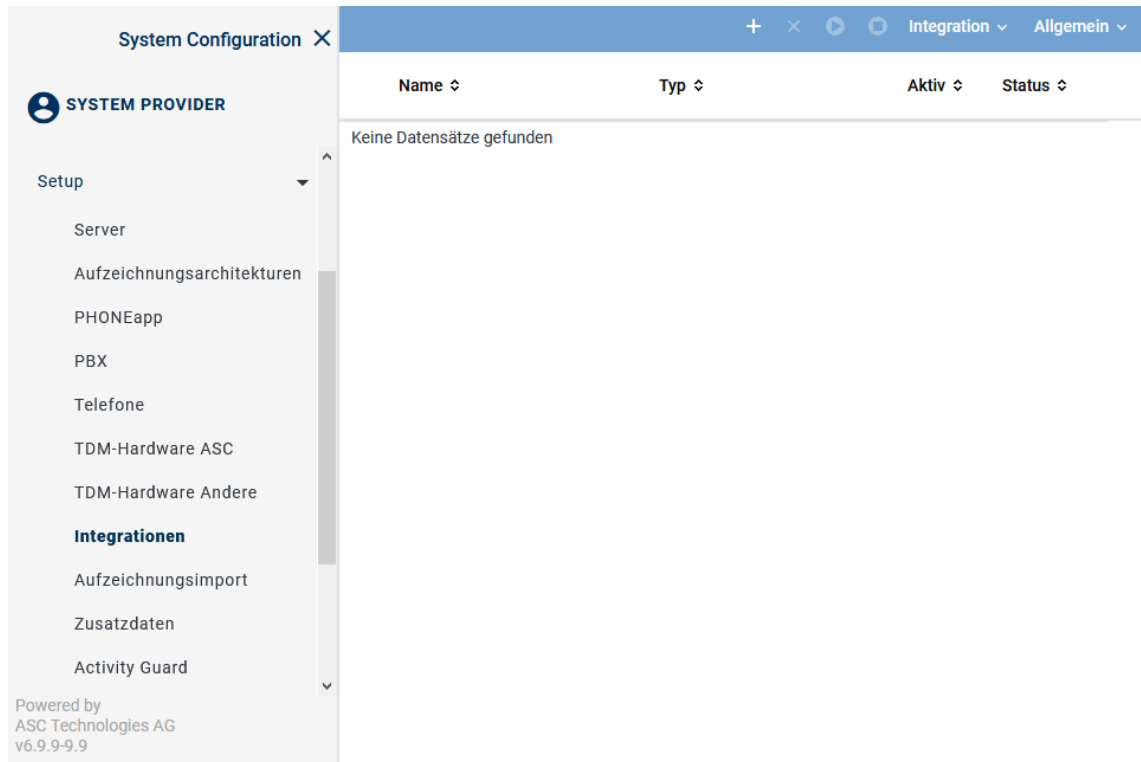 System Configuration
SYSTEM PROVIDER
Setup
Server
Aufzeichnungsarchitekturen
PHONEapp
PBX
Telefone
TDM-Hardware ASC
TDM-Hardware Andere
Integrationen
Aufzeichnungsimport
Zusatzdaten
Activity Guard
Powered by
ASC Technologies AG
v6.9.9-9.9
Integration Allgemein
Name Typ Aktiv Status
Keine Datensätze gefunden